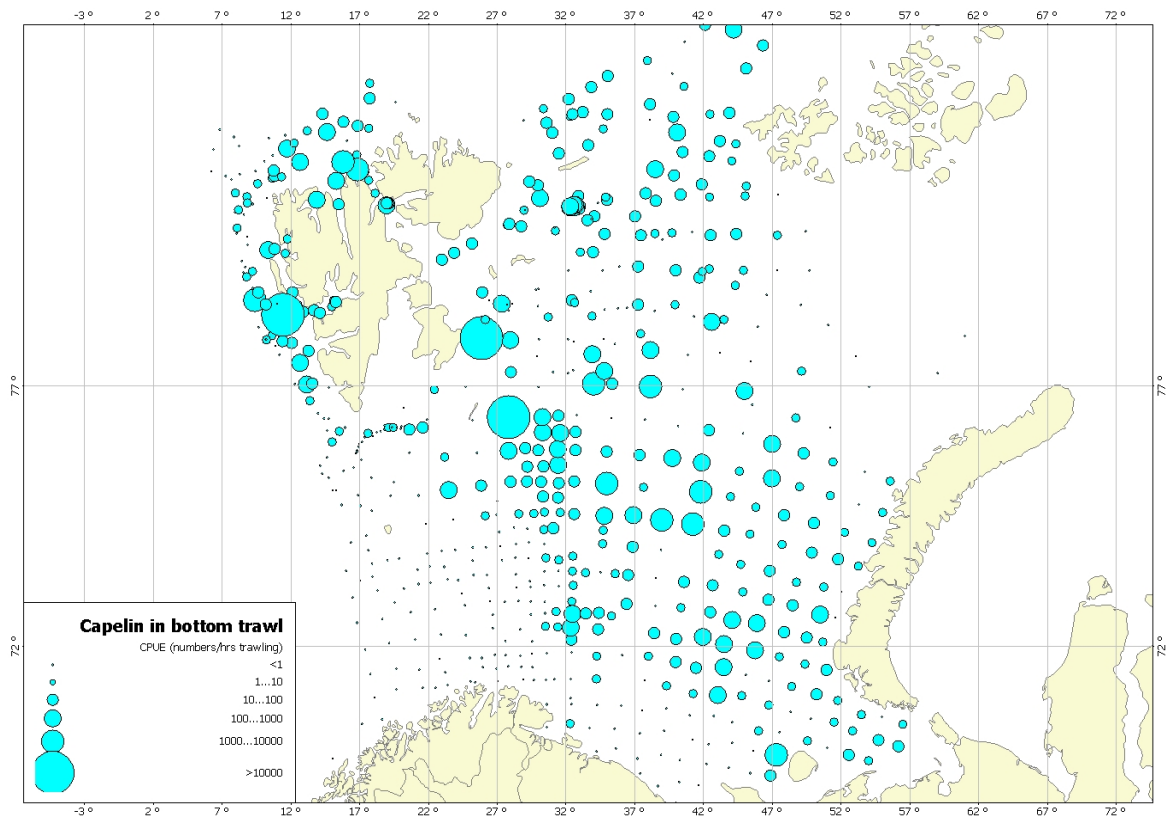 -3° 2° 7° 12° 17° 22° 27° 32° 37° 42° 47° 52° 57° 62° 67° 72°
77° 77°
72° 72°
Capelin in bottom trawl
CPUE (numbers/hrs trawling)
<1
1...10
10...100
100...1000
1000...10000
>10000
-3° 2° 7° 12° 17° 22° 27° 32° 37° 42° 47° 52° 57° 62° 67° 72°